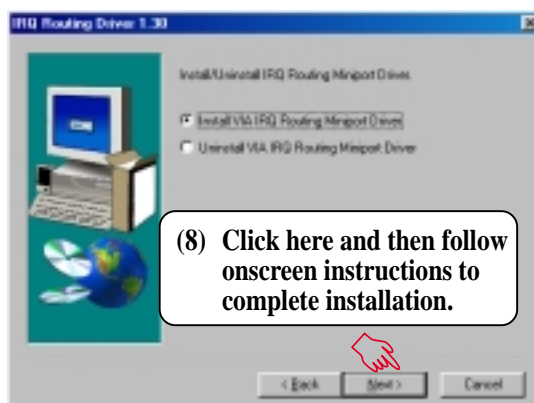 IRQ Routing Driver 1.30
Install/Uninstall IRQ Routing Miniport Driver.
Install VIA IRQ Routing Miniport Driver
Uninstall VIA IRQ Routing Miniport Driver
(8) Click here and then follow
onscreen instructions to
complete installation.
< Back Next > Cancel